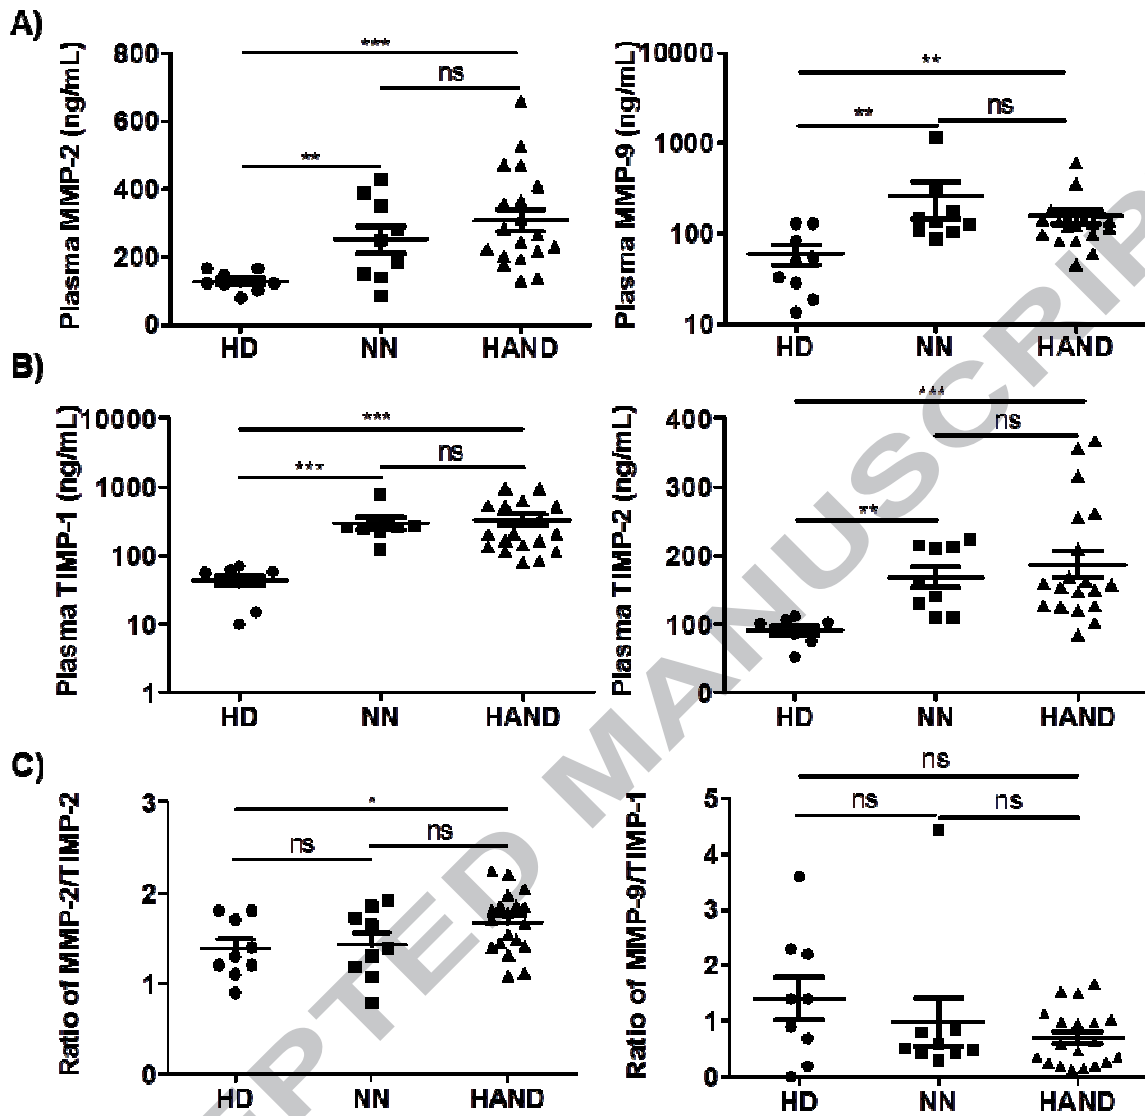 A)
Plasma MMP-2 (ng/mL)
800
600
400
200
0
***
ns
**
HD NN HAND
Plasma MMP-9 (ng/mL)
10000
1000
100
10
**
**
ns
HD NN HAND
B)
Plasma TIMP-1 (ng/mL)
10000
1000
100
10
1
***
ns
***
HD NN HAND
Plasma TIMP-2 (ng/mL)
400
300
200
100
0
***
ns
**
HD NN HAND
C)
Ratio of MMP-2/TIMP-2
3
2
1
0
*
ns
ns
HD NN HAND
Ratio of MMP-9/TIMP-1
5
4
3
2
1
0
ns
ns
ns
HD NN HAND
EPTED MANUSCRIP